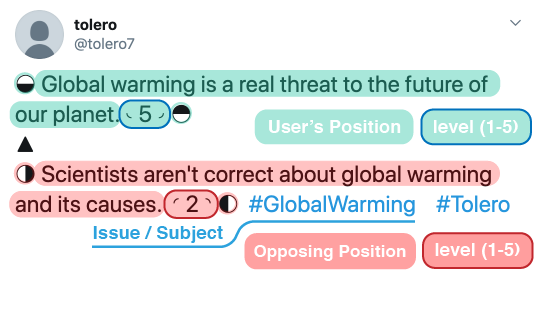 tolero
@tolero7
Global warming is a real threat to the future of
our planet. 5
User's Position level (1-5)
Scientists aren't correct about global warming
and its causes. 2 #GlobalWarming #Tolero
Issue / Subject
Opposing Position level (1-5)